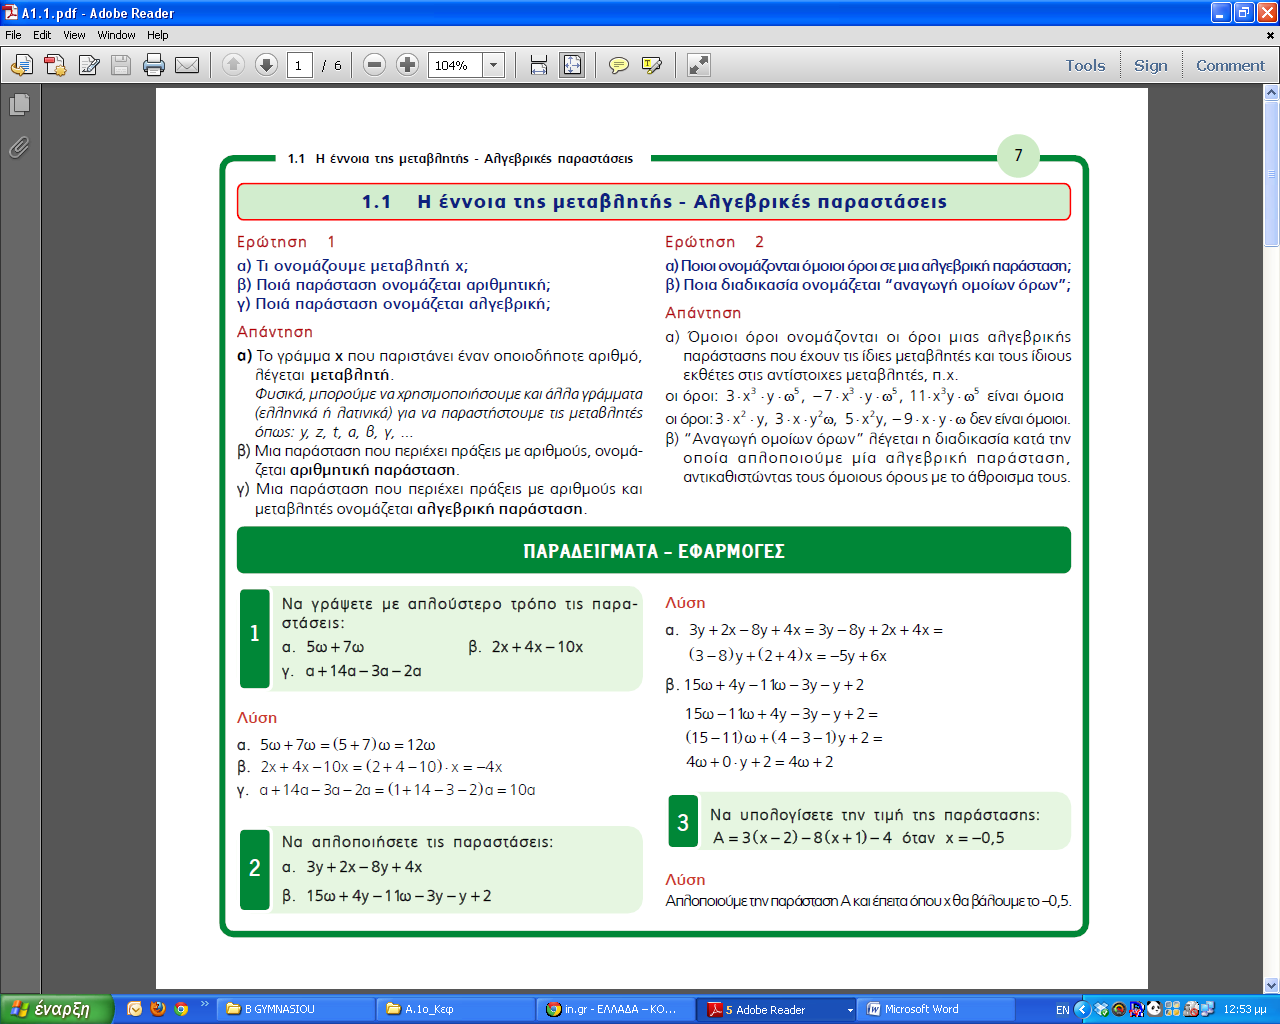 A1.1.pdf - Adobe Reader
File Edit View Window Help
1 / 6 104% Tools Sign Comment
1.1 Η έννοια της μεταβλητής - Αλγεβρικές παραστάσεις 7
1.1 Η έννοια της μεταβλητής - Αλγεβρικές παραστάσεις
Ερώτηση 1
α) Τι ονομάζουμε μεταβλητή x;
β) Ποιά παράσταση ονομάζεται αριθμητική;
γ) Ποιά παράσταση ονομάζεται αλγεβρική;
Απάντηση
α) Το γράμμα x που παριστάνει έναν οποιοδήποτε αριθμό,
λέγεται μεταβλητή.
Φυσικά, μπορούμε να χρησιμοποιήσουμε και άλλα γράμματα
(ελληνικά ή λατινικά) για να παραστήστουμε τις μεταβλητές
όπως: y, z, t, α, β, γ, ...
β) Μια παράσταση που περιέχει πράξεις με αριθμούς, ονομά-
ζεται αριθμητική παράσταση.
γ) Μια παράσταση που περιέχει πράξεις με αριθμούς και
μεταβλητές ονομάζεται αλγεβρική παράσταση.
Ερώτηση 2
α) Ποιοι ονομάζονται όμοιοι όροι σε μια αλγεβρική παράσταση;
β) Ποια διαδικασία ονομάζεται “αναγωγή ομοίων όρων”;
Απάντηση
α) Όμοιοι όροι ονομάζονται οι όροι μιας αλγεβρικής
παράστασης που έχουν τις ίδιες μεταβλητές και τους ίδιους
εκθέτες στις αντίστοιχες μεταβλητές, π.χ.
οι όροι: 3·x³·y·ω⁵, −7·x³·y·ω⁵, 11·x³y·ω⁵ είναι όμοια
οι όροι: 3·x²·y, 3·x·y²ω, 5·x²y, −9·x·y·ω δεν είναι όμοιοι.
β) “Αναγωγή ομοίων όρων” λέγεται η διαδικασία κατά την
οποία απλοποιούμε μία αλγεβρική παράσταση,
αντικαθιστώντας τους όμοιους όρους με το άθροισμα τους.
ΠΑΡΑΔΕΙΓΜΑΤΑ – ΕΦΑΡΜΟΓΕΣ
1
Να γράψετε με απλούστερο τρόπο τις παρα-
στάσεις:
α. 5ω+7ω β. 2x+4x−10x
γ. α+14α−3α−2α
Λύση
α. 5ω+7ω=(5+7)ω=12ω
β. 2x+4x−10x=(2+4−10)·x=−4x
γ. α+14α−3α−2α=(1+14−3−2)α=10α
2
Να απλοποιήσετε τις παραστάσεις:
α. 3y+2x−8y+4x
β. 15ω+4y−11ω−3y−y+2
Λύση
α. 3y+2x−8y+4x=3y−8y+2x+4x=
(3−8)y+(2+4)x=−5y+6x
β. 15ω+4y−11ω−3y−y+2
15ω−11ω+4y−3y−y+2=
(15−11)ω+(4−3−1)y+2=
4ω+0·y+2=4ω+2
3
Να υπολογίσετε την τιμή της παράστασης:
A=3(x−2)−8(x+1)−4 όταν x=−0,5
Λύση
Απλοποιούμε την παράσταση Α και έπειτα όπου x θα βάλουμε το −0,5.
έναρξη » B GYMNASIOU A.1o_Κεφ in.gr - ΕΛΛΑΔΑ – ΚΟ... 5 Adobe Reader Microsoft Word EN 12:53 μμ